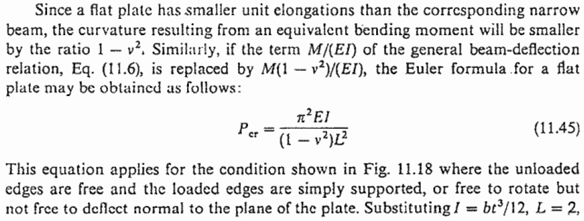 Since a flat plate has smaller unit elongations than the corresponding narrow
beam, the curvature resulting from an equivalent bending moment will be smaller
by the ratio 1 − ν². Similarly, if the term M/(EI) of the general beam-deflection
relation, Eq. (11.6), is replaced by M(1 − ν²)/(EI), the Euler formula for a flat
plate may be obtained as follows:
P_cr = π²EI / (1 − ν²)L² (11.45)
This equation applies for the condition shown in Fig. 11.18 where the unloaded
edges are free and the loaded edges are simply supported, or free to rotate but
not free to deflect normal to the plane of the plate. Substituting I = bt³/12, L = 2,